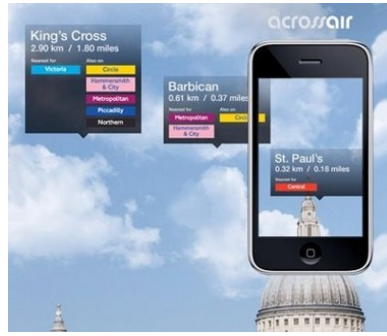 acrossair
King's Cross
2.90 km / 1.80 miles
Nearest for
Also on
Victoria
Circle
Hammersmith
& City
Metropolitan
Piccadilly
Northern
Barbican
0.61 km / 0.37 miles
Nearest for
Also on
Metropolitan
Circle
Hammersmith
& City
St. Paul's
0.32 km / 0.18 miles
Nearest for
Central